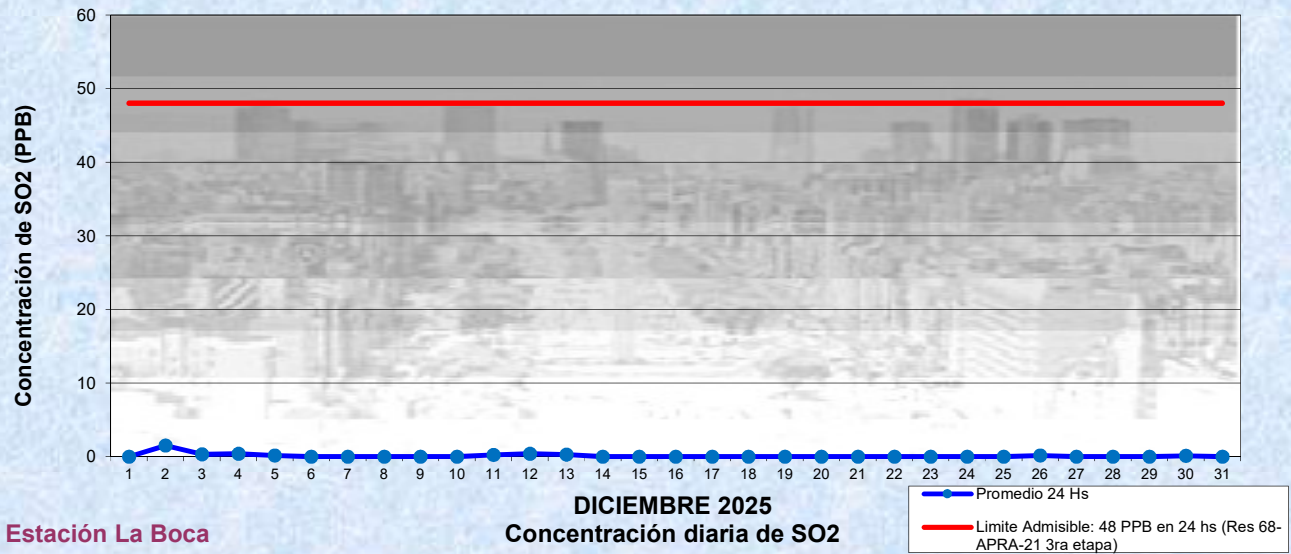 Concentración de SO2 (PPB)
60
50
40
30
20
10
0
1 2 3 4 5 6 7 8 9 10 11 12 13 14 15 16 17 18 19 20 21 22 23 24 25 26 27 28 29 30 31
DICIEMBRE 2025
Concentración diaria de SO2
Estación La Boca
Promedio 24 Hs
Limite Admisible: 48 PPB en 24 hs (Res 68-
APRA-21 3ra etapa)